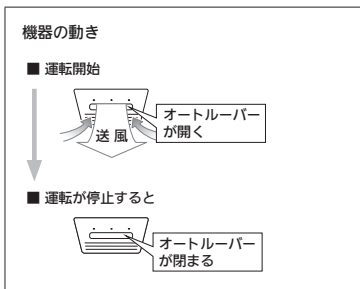 機器の動き
■ 運転開始
オートルーバー
が開く
送風
■ 運転が停止すると
オートルーバー
が閉まる